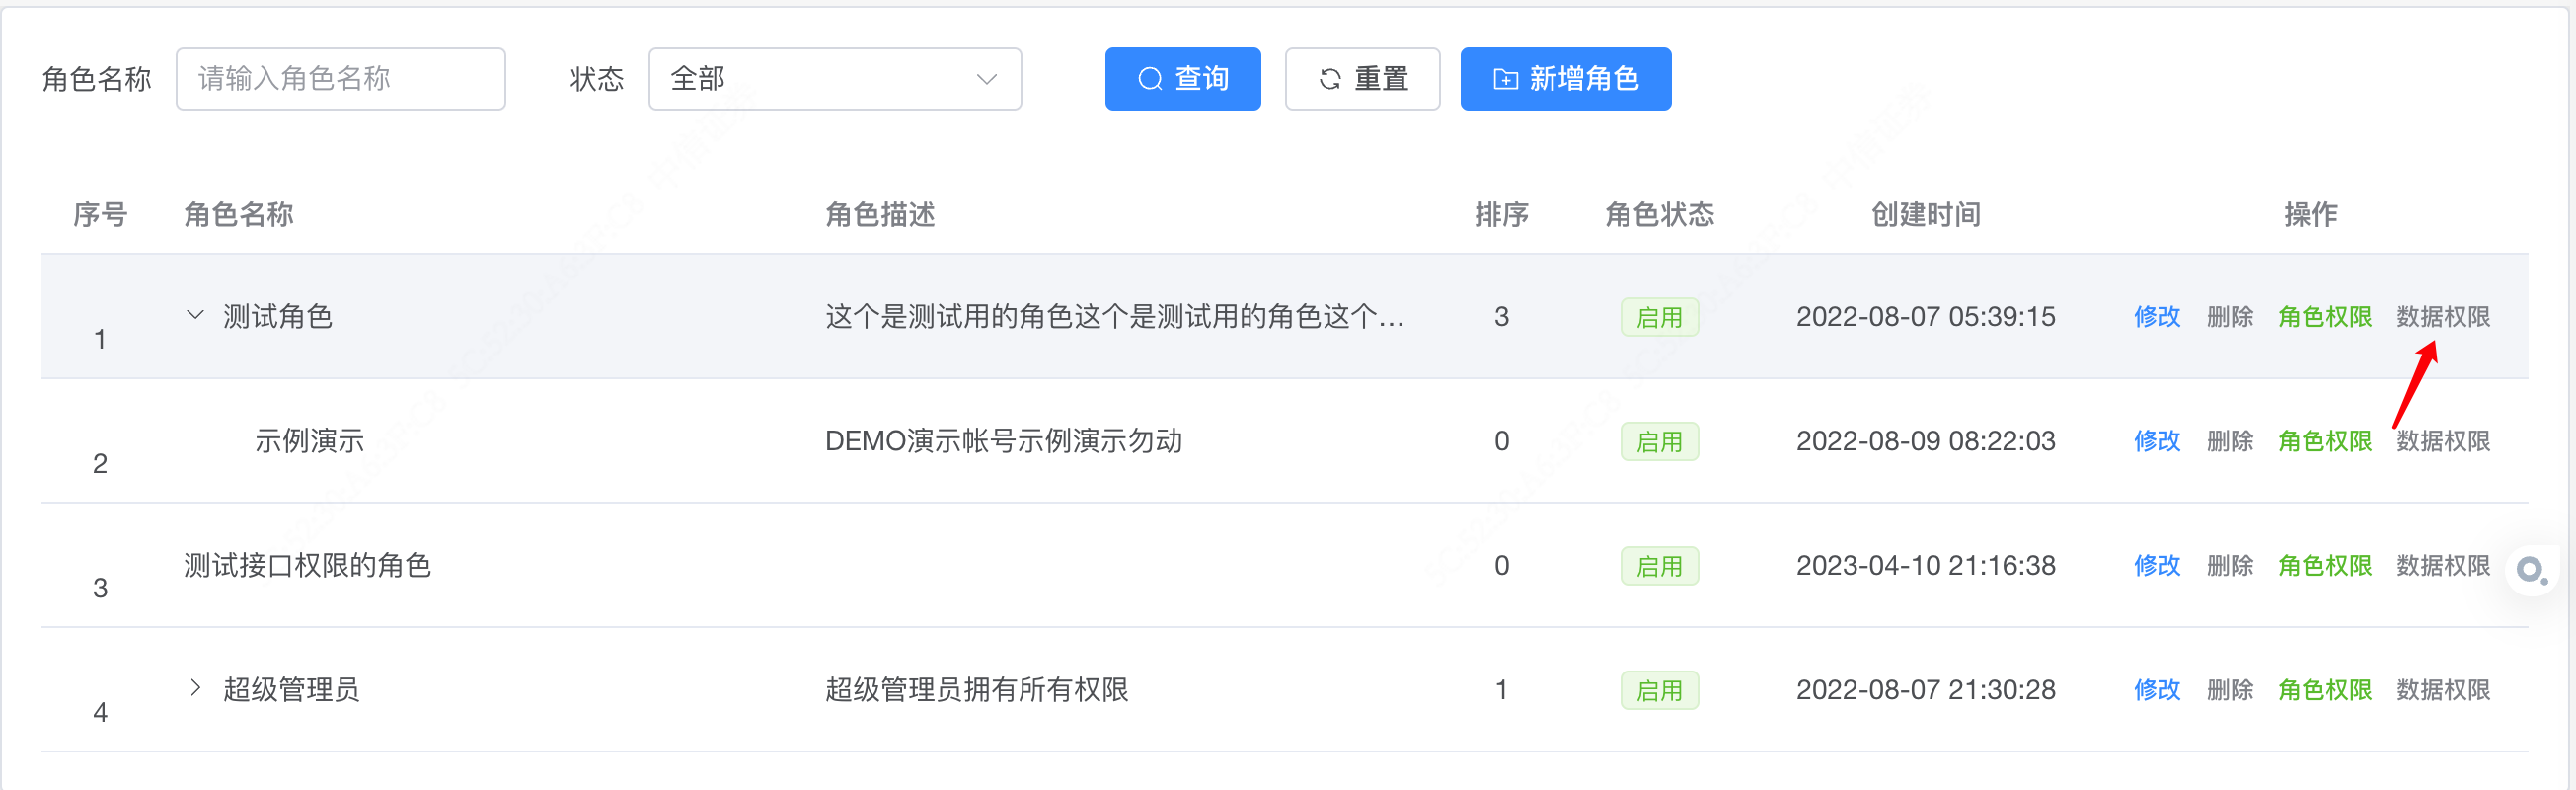 角色名称 请输入角色名称 状态 全部 查询 重置 新增角色
序号 角色名称 角色描述 排序 角色状态 创建时间 操作
1 测试角色 这个是测试用的角色这个是测试用的角色这个... 3 启用 2022-08-07 05:39:15 修改 删除 角色权限 数据权限
2 示例演示 DEMO演示帐号示例演示勿动 0 启用 2022-08-09 08:22:03 修改 删除 角色权限 数据权限
3 测试接口权限的角色 0 启用 2023-04-10 21:16:38 修改 删除 角色权限 数据权限
4 超级管理员 超级管理员拥有所有权限 1 启用 2022-08-07 21:30:28 修改 删除 角色权限 数据权限